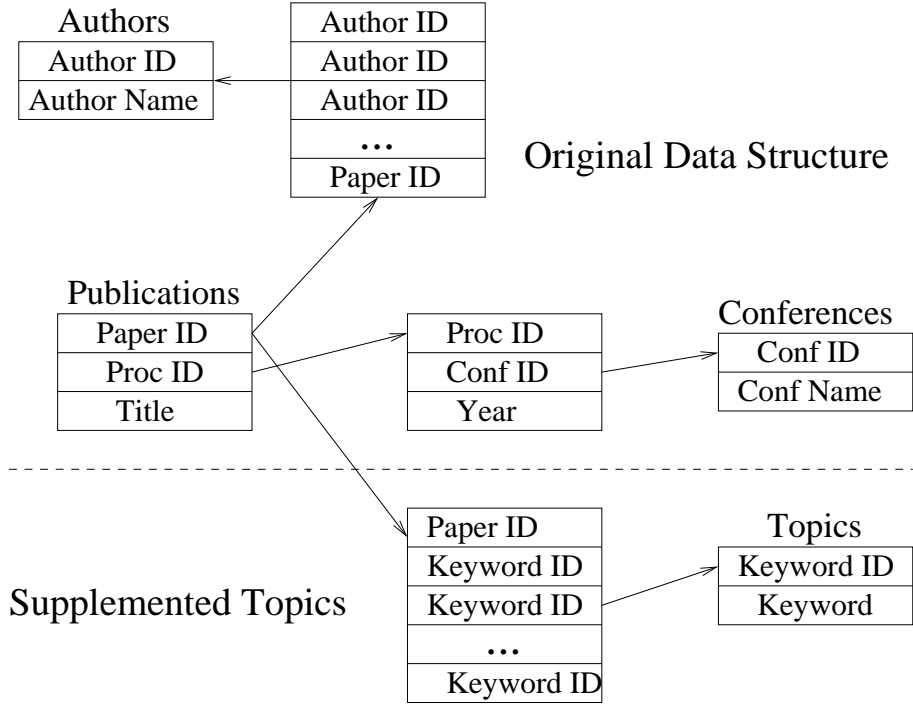 Authors
Author ID
Author Name
Author ID
Author ID
Author ID
...
Paper ID
Original Data Structure
Publications
Paper ID
Proc ID
Title
Proc ID
Conf ID
Year
Conferences
Conf ID
Conf Name
Supplemented Topics
Paper ID
Keyword ID
Keyword ID
...
Keyword ID
Topics
Keyword ID
Keyword